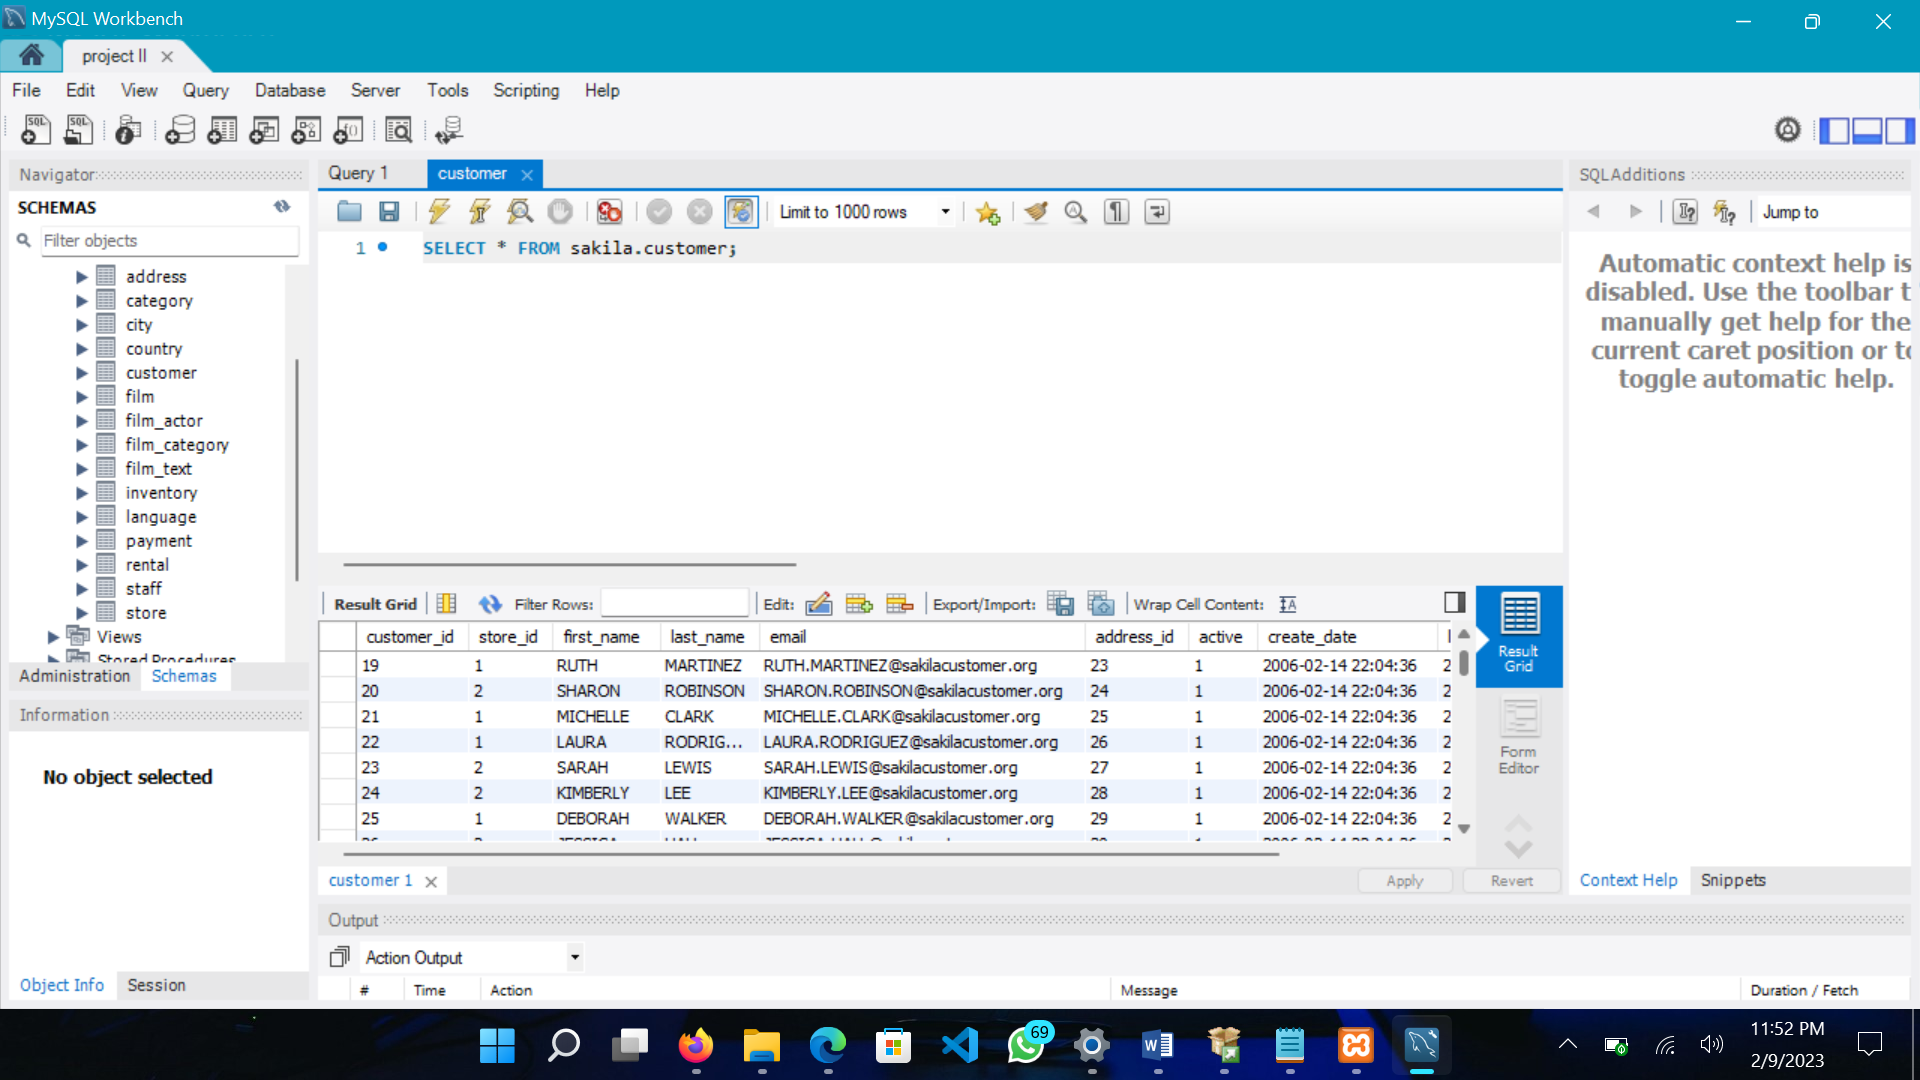 MySQL Workbench
project II
File Edit View Query Database Server Tools Scripting Help
Navigator
SCHEMAS
Filter objects
address
category
city
country
customer
film
film_actor
film_category
film_text
inventory
language
payment
rental
staff
store
Views
Stored Procedures
Administration Schemas
Information
No object selected
Object Info Session
Query 1 customer
Limit to 1000 rows
1 SELECT * FROM sakila.customer;
Result Grid Filter Rows: Edit: Export/Import: Wrap Cell Content:
customer_id store_id first_name last_name email address_id active create_date
19 1 RUTH MARTINEZ RUTH.MARTINEZ@sakilacustomer.org 23 1 2006-02-14 22:04:36 2
20 2 SHARON ROBINSON SHARON.ROBINSON@sakilacustomer.org 24 1 2006-02-14 22:04:36 2
21 1 MICHELLE CLARK MICHELLE.CLARK@sakilacustomer.org 25 1 2006-02-14 22:04:36 2
22 1 LAURA RODRIG... LAURA.RODRIGUEZ@sakilacustomer.org 26 1 2006-02-14 22:04:36 2
23 2 SARAH LEWIS SARAH.LEWIS@sakilacustomer.org 27 1 2006-02-14 22:04:36 2
24 2 KIMBERLY LEE KIMBERLY.LEE@sakilacustomer.org 28 1 2006-02-14 22:04:36 2
25 1 DEBORAH WALKER DEBORAH.WALKER@sakilacustomer.org 29 1 2006-02-14 22:04:36 2
Result
Grid
Form
Editor
customer 1
Apply Revert
Output
Action Output
# Time Action Message Duration / Fetch
SQLAdditions
Jump to
Automatic context help is
disabled. Use the toolbar t
manually get help for the
current caret position or to
toggle automatic help.
Context Help Snippets
69
11:52 PM
2/9/2023